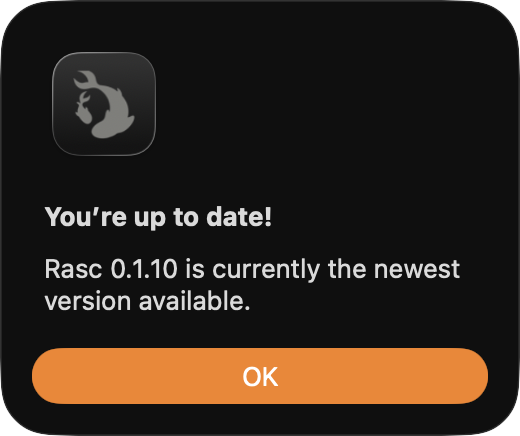 You’re up to date!
Rasc 0.1.10 is currently the newest
version available.
OK